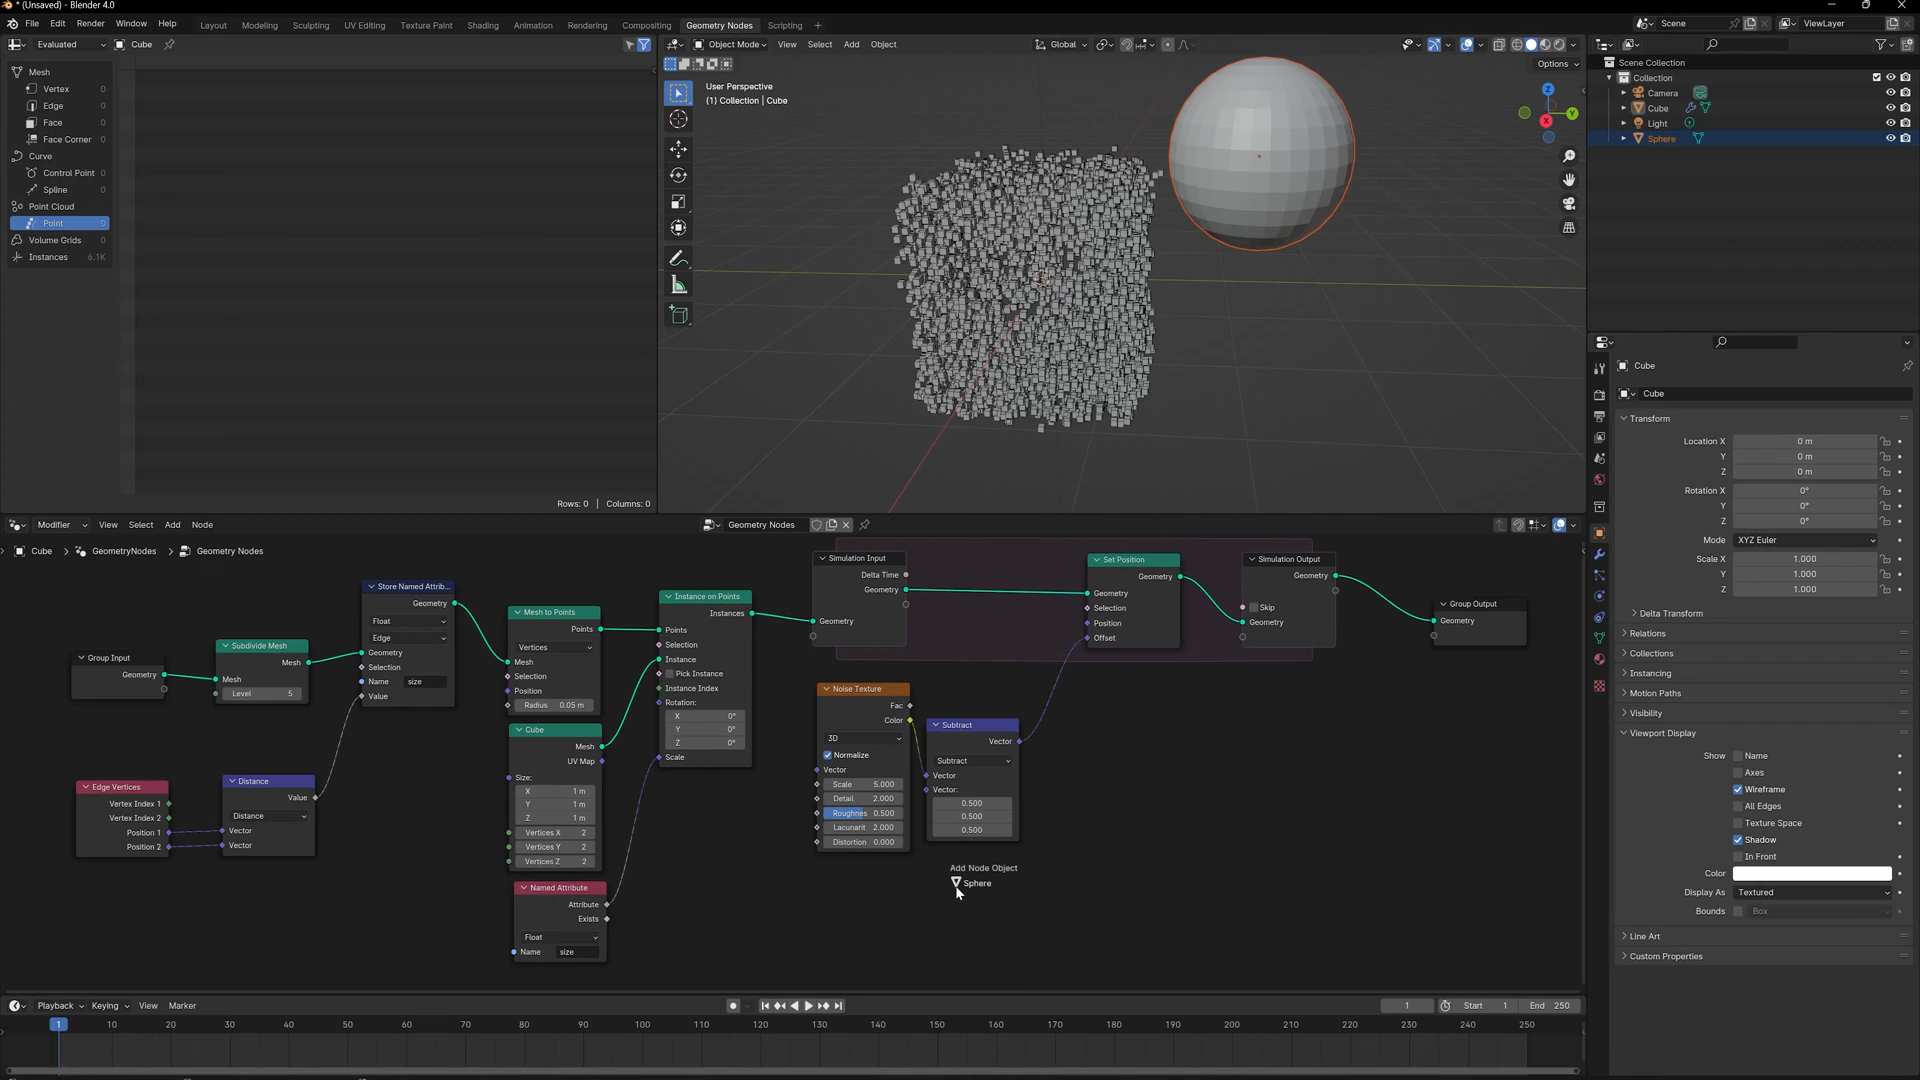 * (Unsaved) - Blender 4.0
File Edit Render Window Help Layout Modeling Sculpting UV Editing Texture Paint Shading Animation Rendering Compositing Geometry Nodes Scripting + Scene ViewLayer
Evaluated Cube
Object Mode View Select Add Object Global
Options
Mesh
Vertex 0
Edge 0
Face 0
Face Corner 0
Curve
Control Point 0
Spline 0
Point Cloud
Point 0
Volume Grids 0
Instances 6.1K
Rows: 0 | Columns: 0
User Perspective
(1) Collection | Cube
Z
Y
X
Scene Collection
Collection
Camera
Cube
Light
Sphere
Modifier View Select Add Node Geometry Nodes
Cube > GeometryNodes > Geometry Nodes
Group Input
Geometry
Subdivide Mesh
Mesh
Mesh
Level 5
Store Named Attrib...
Geometry
Float
Edge
Geometry
Selection
Name size
Value
Edge Vertices
Vertex Index 1
Vertex Index 2
Position 1
Position 2
Distance
Value
Distance
Vector
Vector
Mesh to Points
Points
Vertices
Mesh
Selection
Position
Radius 0.05 m
Cube
Mesh
UV Map
Size:
X 1 m
Y 1 m
Z 1 m
Vertices X 2
Vertices Y 2
Vertices Z 2
Named Attribute
Attribute
Exists
Float
Name size
Instance on Points
Instances
Points
Selection
Instance
Pick Instance
Instance Index
Rotation:
X 0°
Y 0°
Z 0°
Scale
Simulation Input
Delta Time
Geometry
Geometry
Noise Texture
Fac
Color
3D
Normalize
Vector
Scale 5.000
Detail 2.000
Roughnes 0.500
Lacunarit 2.000
Distortion 0.000
Subtract
Vector
Subtract
Vector
Vector:
0.500
0.500
0.500
Add Node Object
Sphere
Set Position
Geometry
Geometry
Selection
Position
Offset
Simulation Output
Geometry
Skip
Geometry
Group Output
Geometry
Cube
Cube
Transform
Location X 0 m
Y 0 m
Z 0 m
Rotation X 0°
Y 0°
Z 0°
Mode XYZ Euler
Scale X 1.000
Y 1.000
Z 1.000
Delta Transform
Relations
Collections
Instancing
Motion Paths
Visibility
Viewport Display
Show Name
Axes
Wireframe
All Edges
Texture Space
Shadow
In Front
Color
Display As Textured
Bounds Box
Line Art
Custom Properties
Playback Keying View Marker 1 Start 1 End 250
1 10 20 30 40 50 60 70 80 90 100 110 120 130 140 150 160 170 180 190 200 210 220 230 240 250